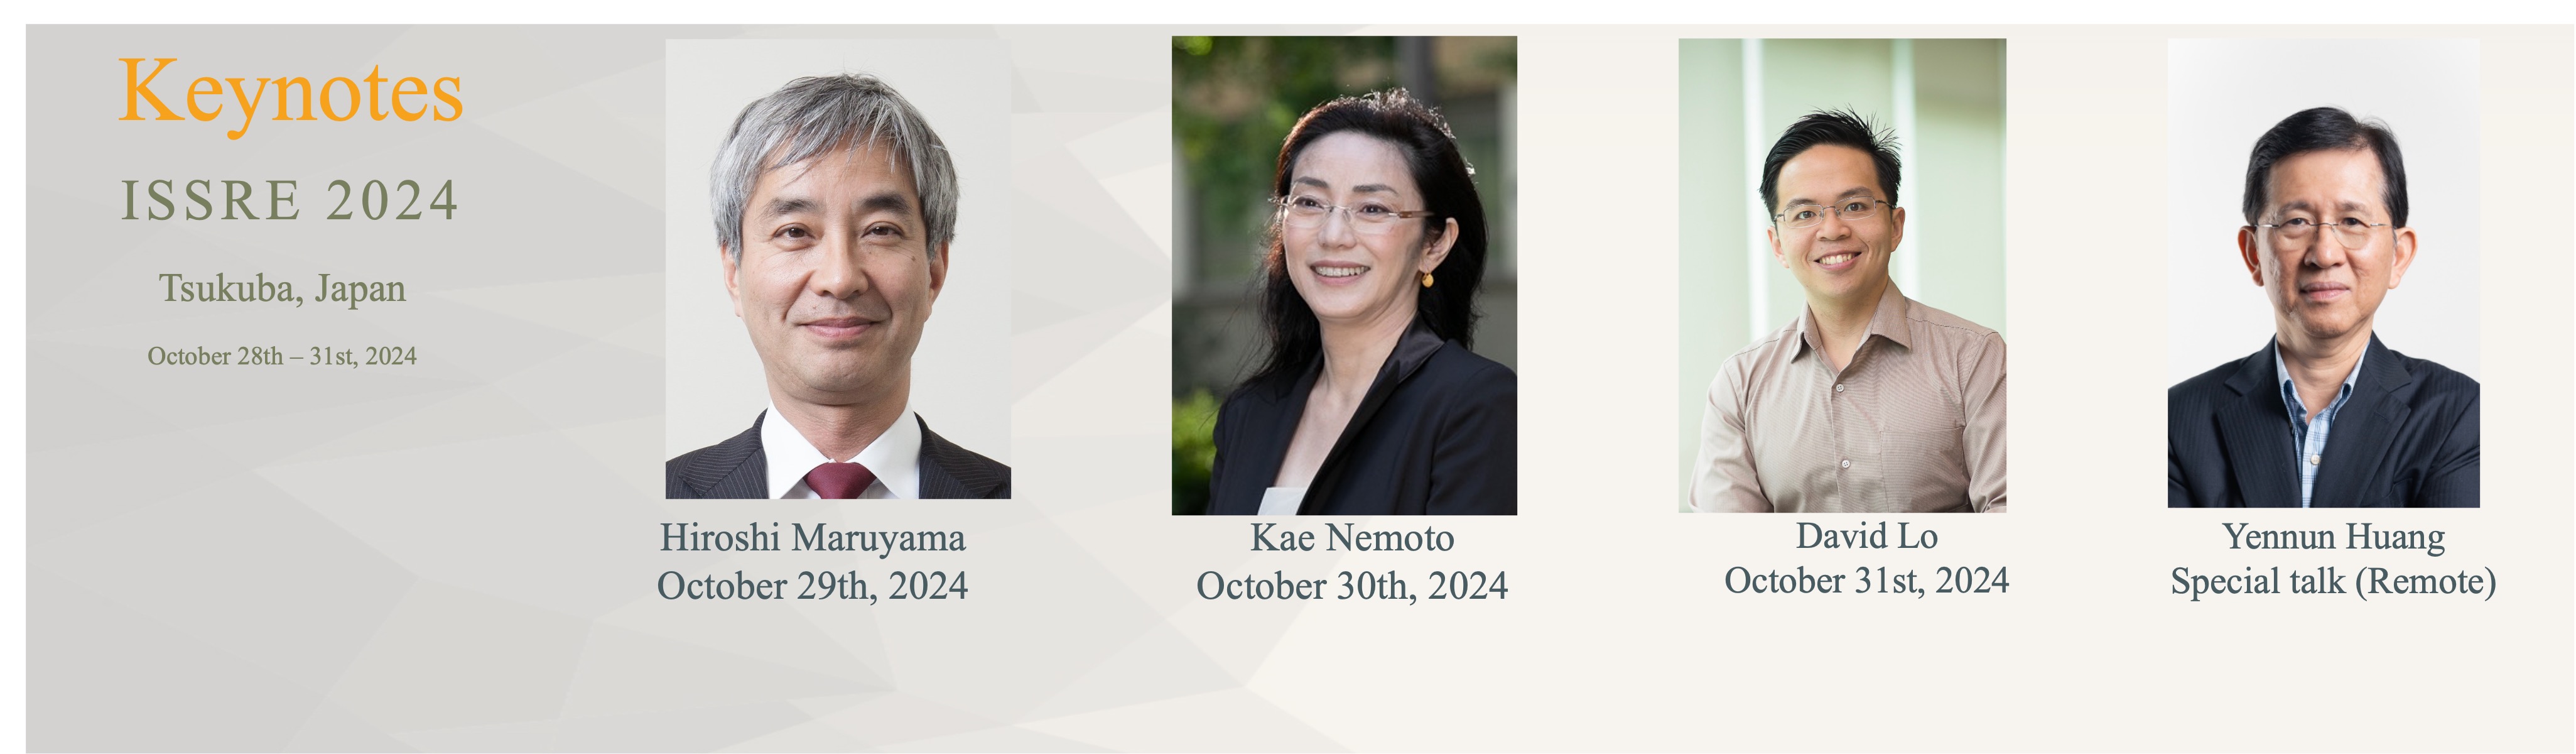 Keynotes
ISSRE 2024
Tsukuba, Japan
October 28th – 31st, 2024
Hiroshi Maruyama
October 29th, 2024
Kae Nemoto
October 30th, 2024
David Lo
October 31st, 2024
Yennun Huang
Special talk (Remote)